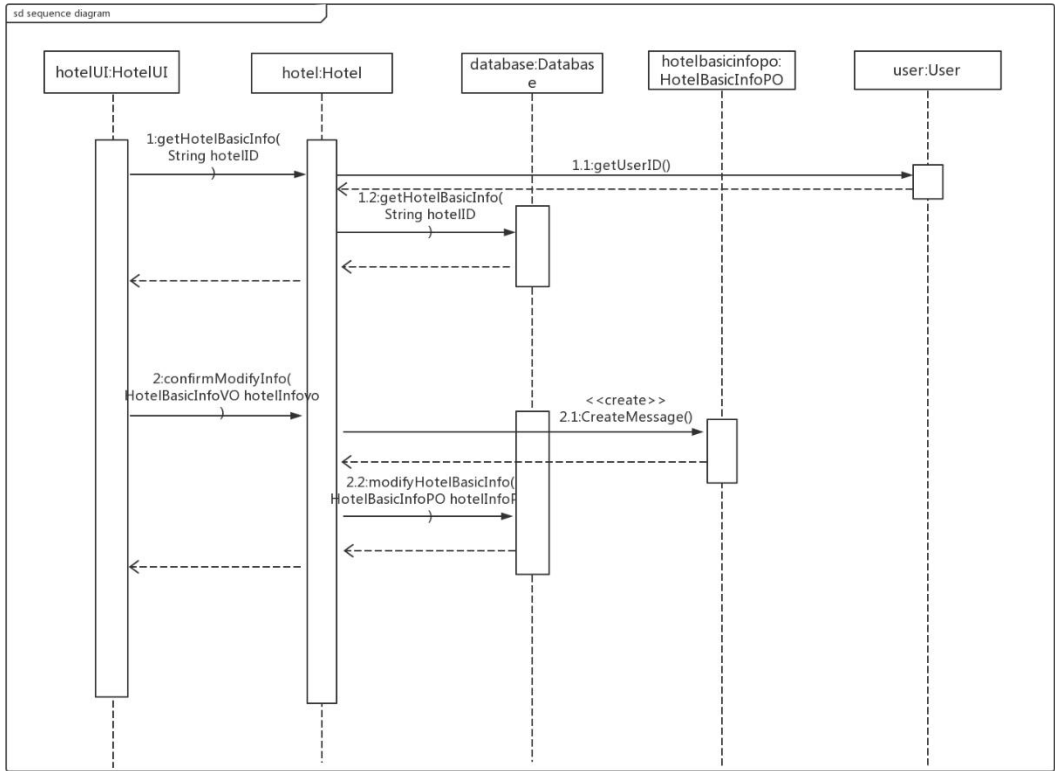 sd sequence diagram
hotelUI:HotelUI
hotel:Hotel
database:Databas
e
hotelbasicinfopo:
HotelBasicInfoPO
user:User
1:getHotelBasicInfo(
String hotelID
)
1.1:getUserID()
1.2:getHotelBasicInfo(
String hotelID
)
2:confirmModifyInfo(
HotelBasicInfoVO hotelInfovo
)
<<create>>
2.1:CreateMessage()
2.2:modifyHotelBasicInfo(
HotelBasicInfoPO hotelInfoP
)